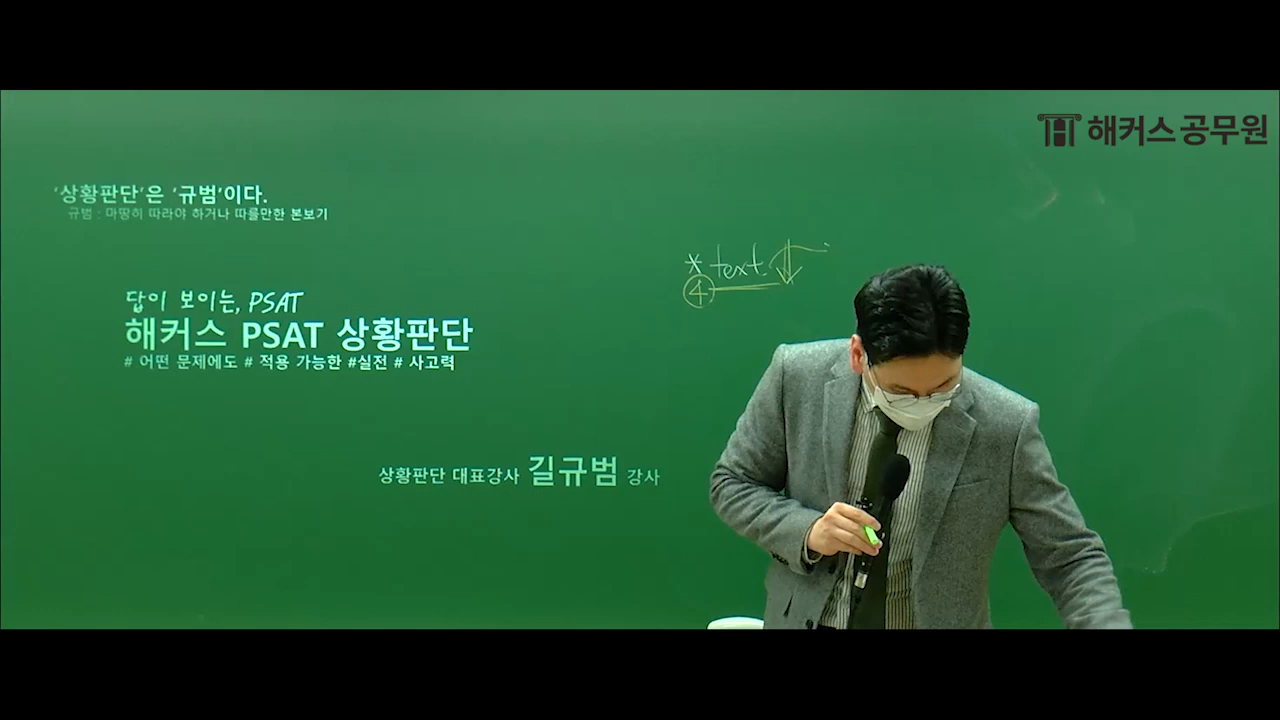 해커스 공무원
'상황판단'은 '규범'이다.
규범 : 마땅히 따라야 하거나 따를만한 본보기
* text
④
답이 보이는, PSAT
해커스 PSAT 상황판단
# 어떤 문제에도 # 적용 가능한 #실전 # 사고력
상황판단 대표강사 길규범 강사